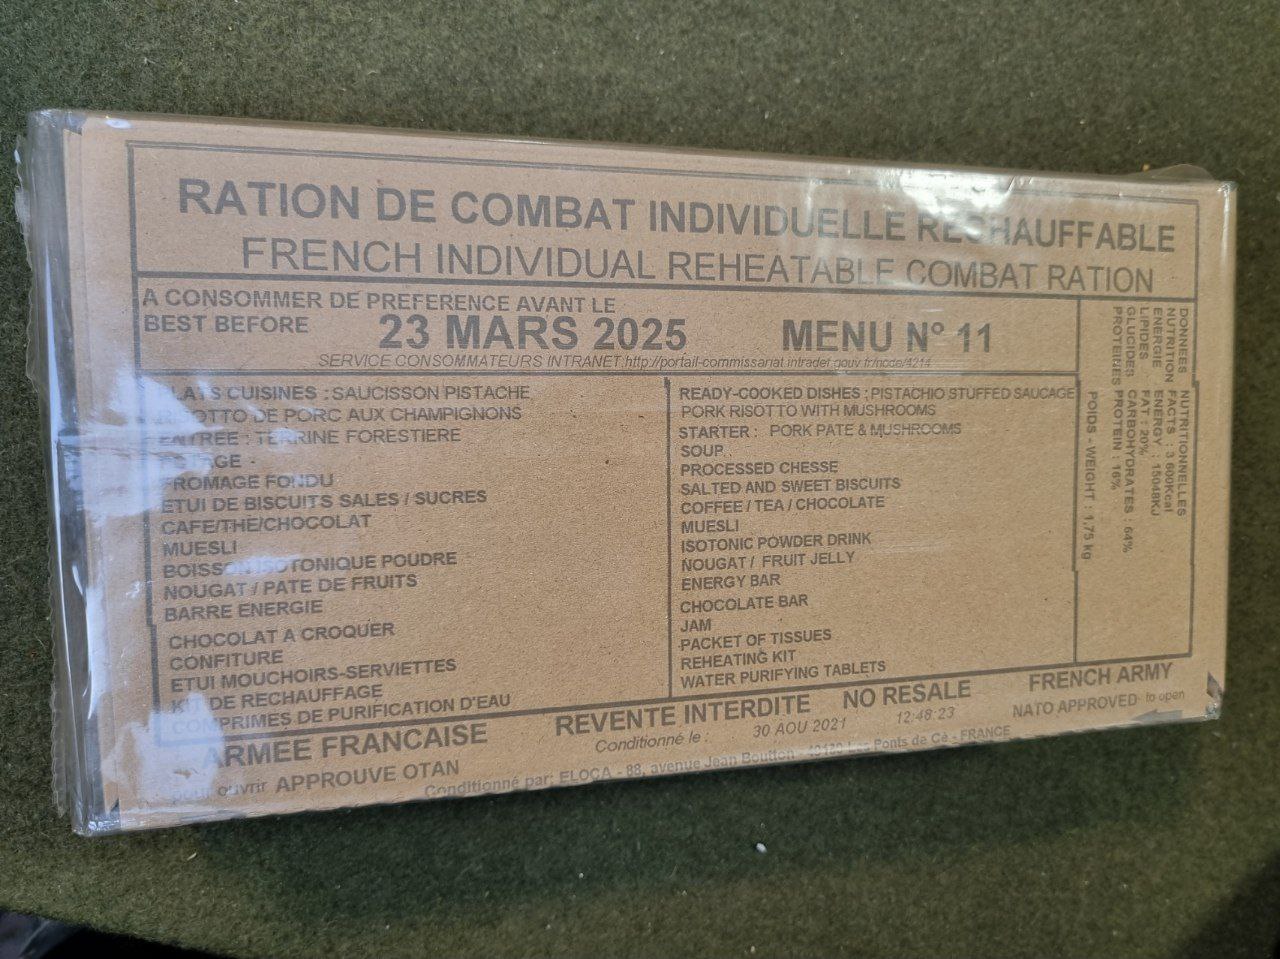 RATION DE COMBAT INDIVIDUELLE RECHAUFFABLE
FRENCH INDIVIDUAL REHEATABLE COMBAT RATION
A CONSOMMER DE PREFERENCE AVANT LE
BEST BEFORE
23 MARS 2025
MENU N° 11
SERVICE CONSOMMATEURS INTRANET http://portail-commissariat.intradef.gouv.fr/node/4214
PLATS CUISINES : SAUCISSON PISTACHE
RISOTTO DE PORC AUX CHAMPIGNONS
ENTREE : TERRINE FORESTIERE
FROMAGE FONDU
ETUI DE BISCUITS SALES / SUCRES
CAFE/THE/CHOCOLAT
MUESLI
BOISSON ISOTONIQUE POUDRE
NOUGAT / PATE DE FRUITS
BARRE ENERGIE
CHOCOLAT A CROQUER
CONFITURE
ETUI MOUCHOIRS-SERVIETTES
KIT DE RECHAUFFAGE
COMPRIMES DE PURIFICATION D'EAU
READY-COOKED DISHES : PISTACHIO STUFFED SAUCAGE
PORK RISOTTO WITH MUSHROOMS
STARTER : PORK PATE & MUSHROOMS
SOUP
PROCESSED CHESSE
SALTED AND SWEET BISCUITS
COFFEE / TEA / CHOCOLATE
MUESLI
ISOTONIC POWDER DRINK
NOUGAT / FRUIT JELLY
ENERGY BAR
CHOCOLATE BAR
JAM
PACKET OF TISSUES
REHEATING KIT
WATER PURIFYING TABLETS
DONNEES NUTRITIONNELLES
NUTRITION FACTS : 3 600Kcal
ENERGIE ENERGY : 15048KJ
LIPIDES FAT : 20%
GLUCIDES CARBOHYDRATES : 64%
PROTEINES PROTEIN : 16%
POIDS - WEIGHT : 1,75 kg
ARMEE FRANCAISE
REVENTE INTERDITE
NO RESALE
FRENCH ARMY
Conditionné le : 30 AOU 2021 12:48:23
NATO APPROVED to open
pour ouvrir APPROUVE OTAN
Conditionné par: ELOCA - 88, avenue Jean Boutton - 49130 Les Ponts de Cé - FRANCE